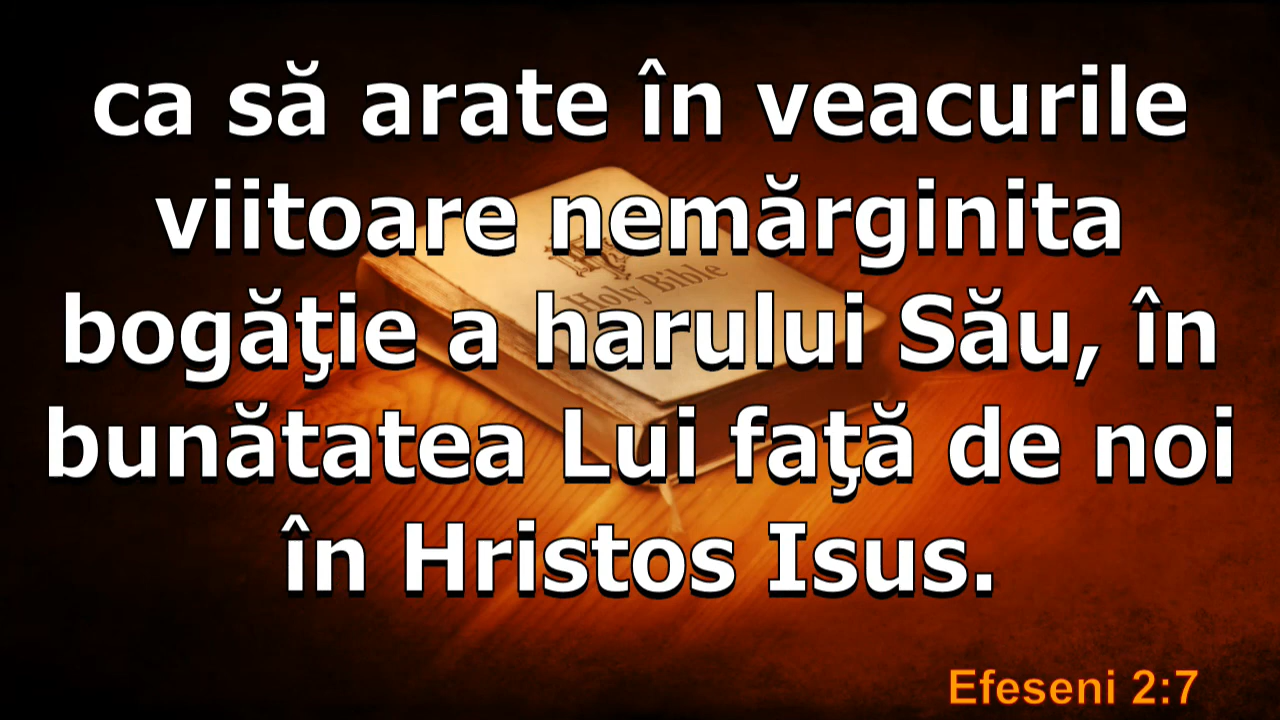 ca să arate în veacurile
viitoare nemărginita
bogăţie a harului Său, în
bunătatea Lui faţă de noi
în Hristos Isus.
Holy Bible
Efeseni 2:7